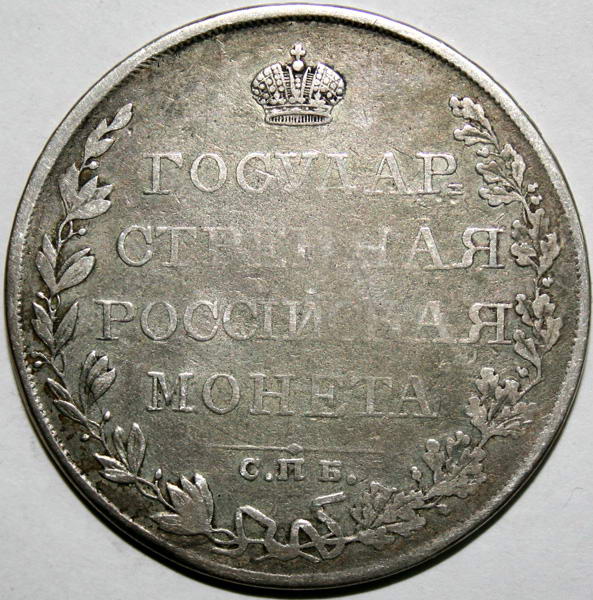 ГОСУДАР=
СТВЕННАЯ
РОССІЙСКАЯ
МОНЕТА
С.П Б.